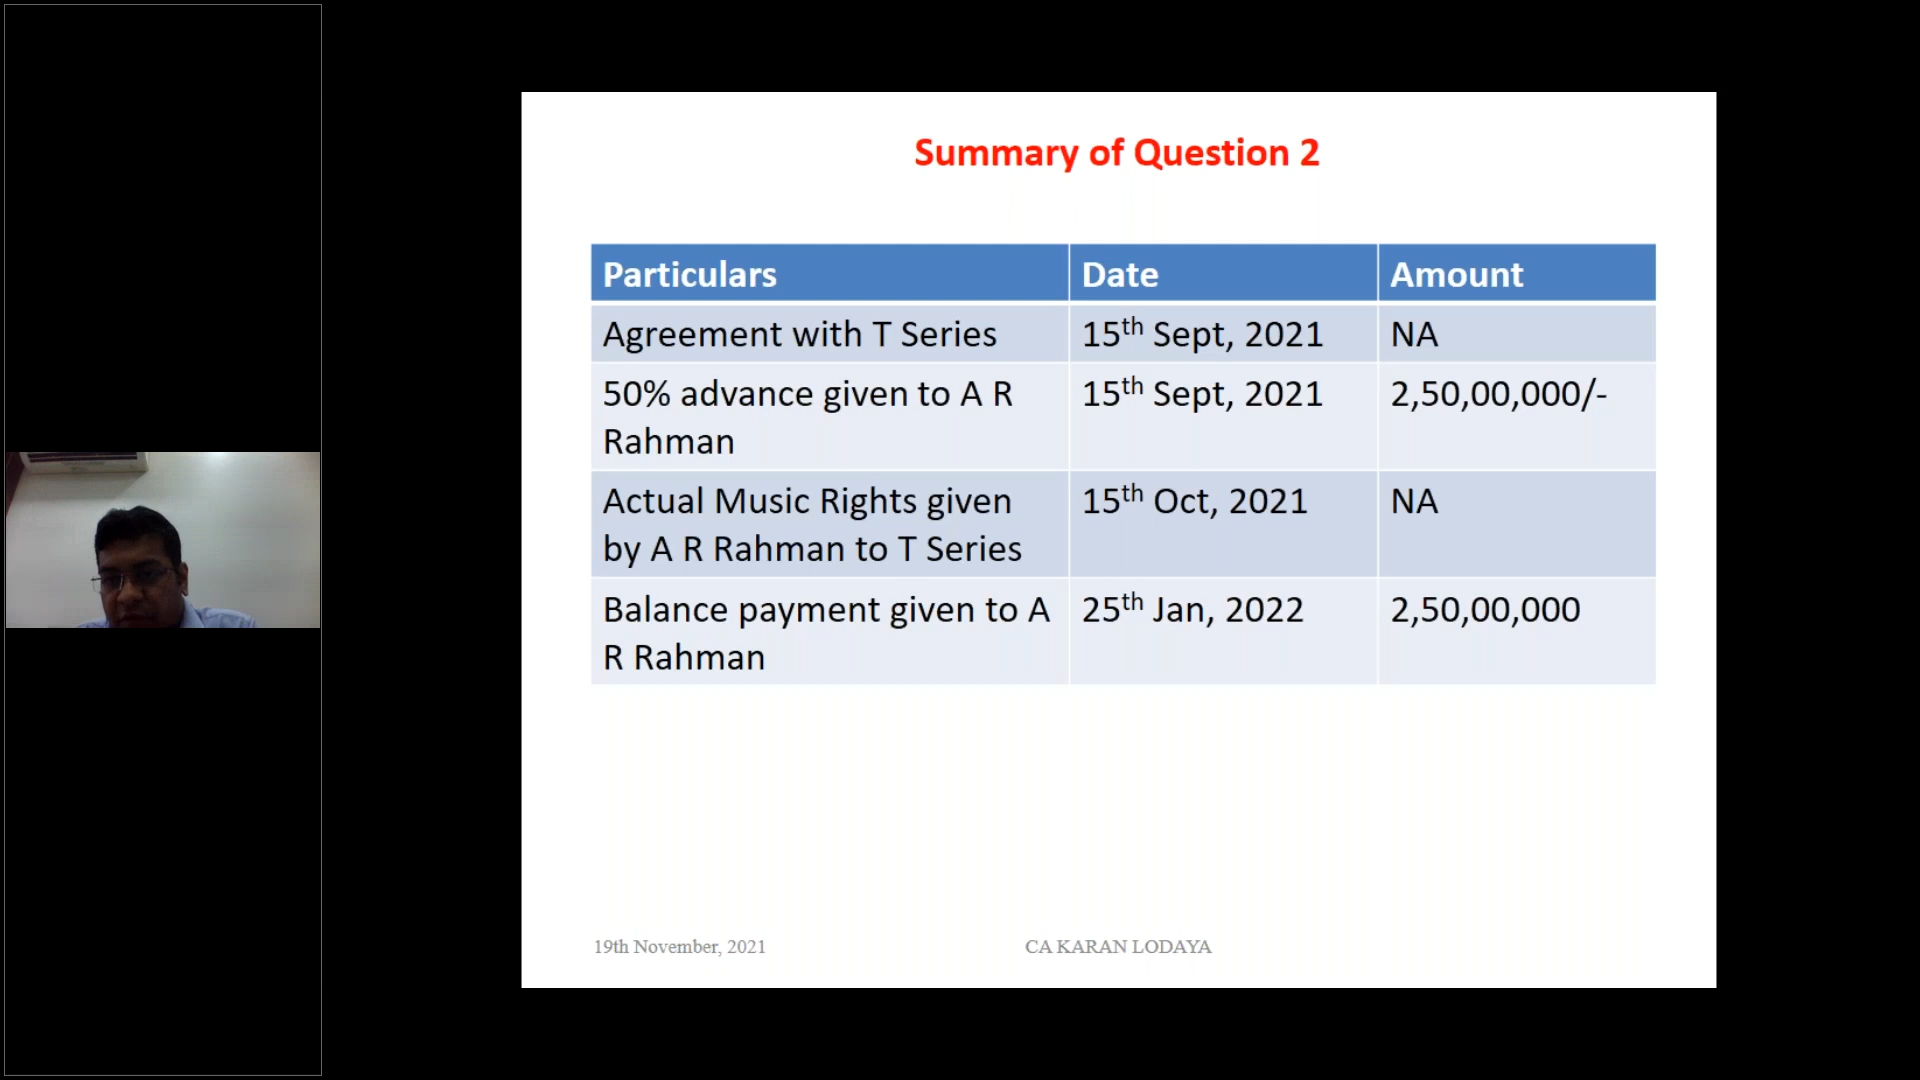 Summary of Question 2
Particulars Date Amount
Agreement with T Series 15th Sept, 2021 NA
50% advance given to A R 15th Sept, 2021 2,50,00,000/-
Rahman
Actual Music Rights given 15th Oct, 2021 NA
by A R Rahman to T Series
Balance payment given to A 25th Jan, 2022 2,50,00,000
R Rahman
19th November, 2021 CA KARAN LODAYA